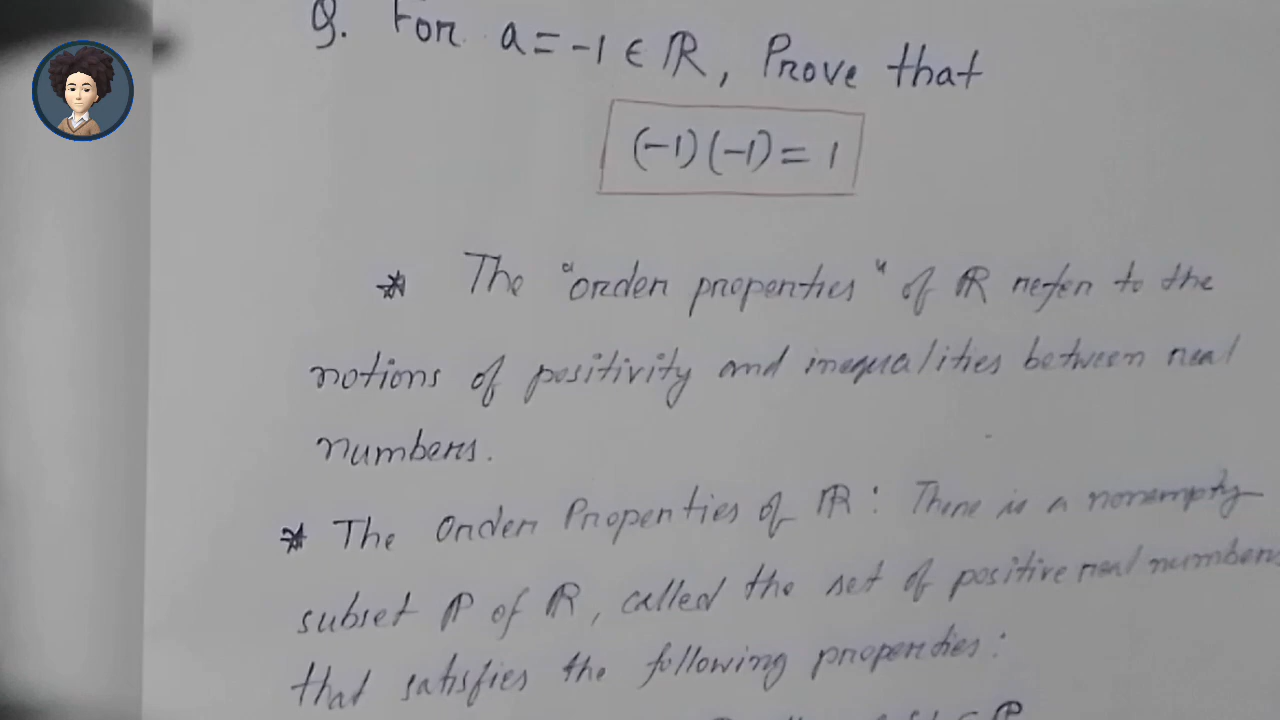 Q. For a = -1 ∈ ℝ, Prove that
(-1)(-1) = 1
* The "order properties" of ℝ refer to the
notions of positivity and inequalities between real
numbers.
* The Order Properties of ℝ: There is a nonempty
subset ℙ of ℝ, called the set of positive real numbers
that satisfies the following properties:
ℙ